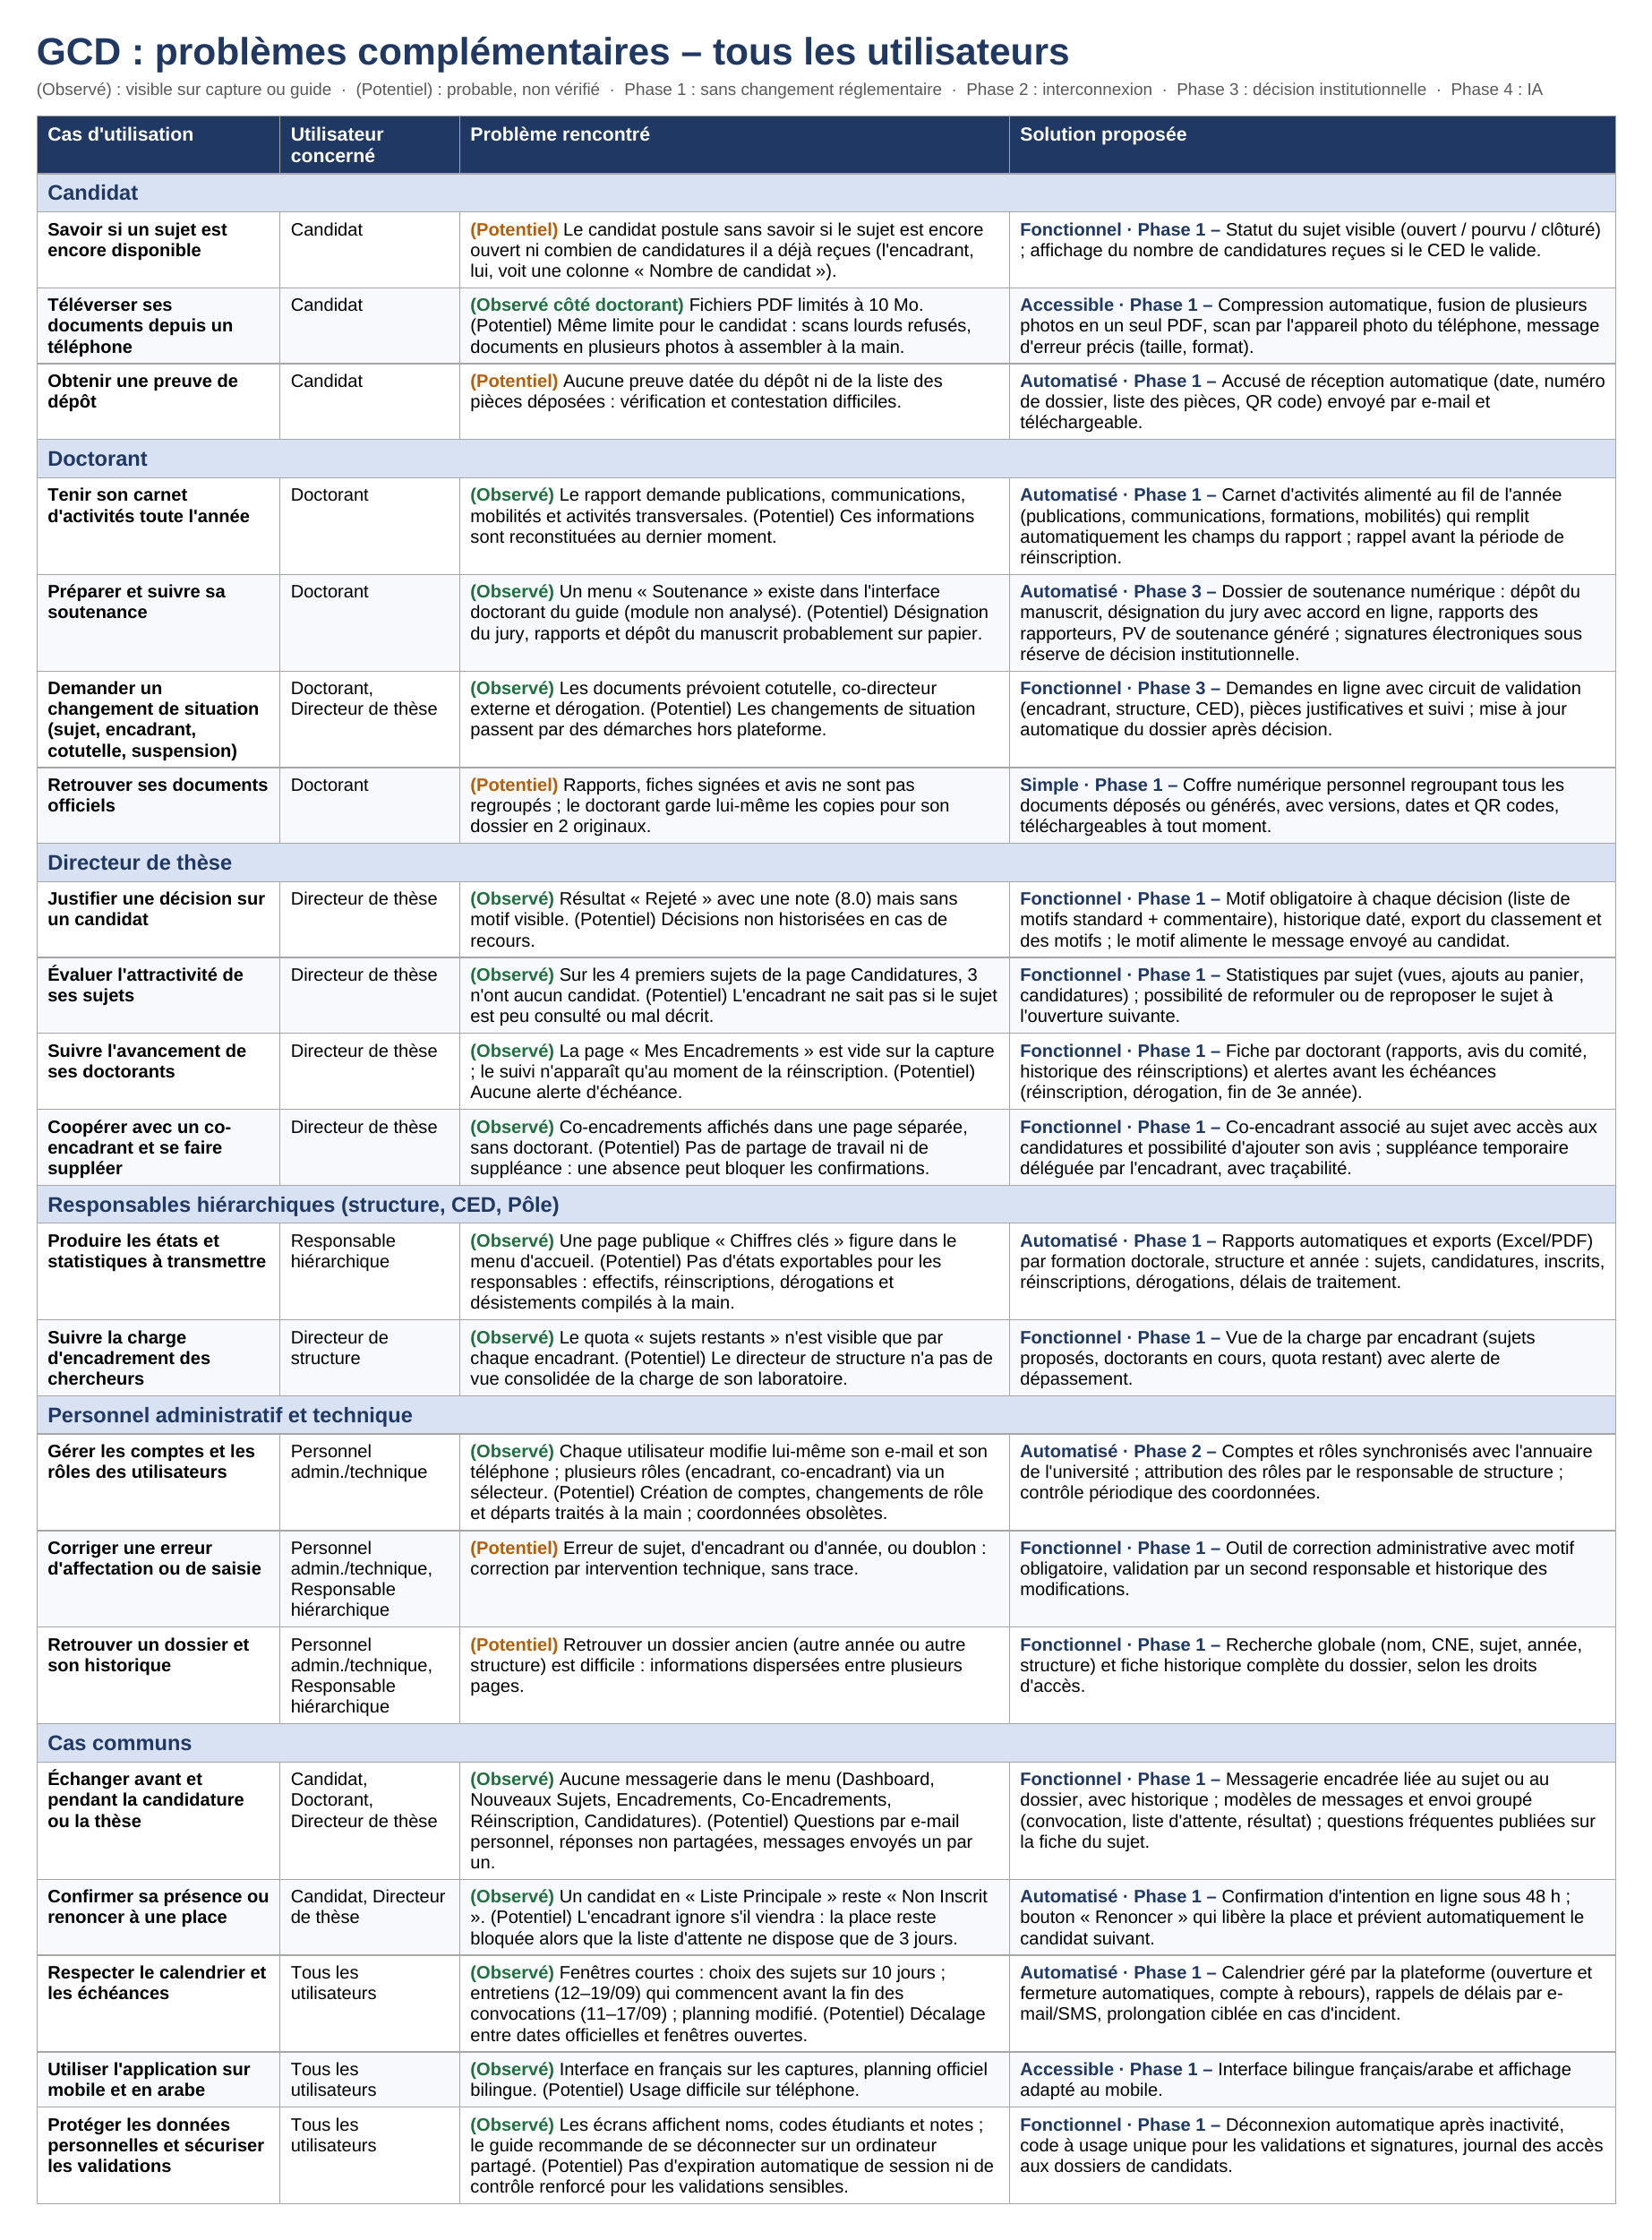 GCD : problèmes complémentaires – tous les utilisateurs
(Observé) : visible sur capture ou guide · (Potentiel) : probable, non vérifié · Phase 1 : sans changement réglementaire · Phase 2 : interconnexion · Phase 3 : décision institutionnelle · Phase 4 : IA
Cas d'utilisation
Utilisateur
concerné
Problème rencontré
Solution proposée
Candidat
Savoir si un sujet est
encore disponible
Candidat
(Potentiel) Le candidat postule sans savoir si le sujet est encore
ouvert ni combien de candidatures il a déjà reçues (l'encadrant,
lui, voit une colonne « Nombre de candidat »).
Fonctionnel · Phase 1 – Statut du sujet visible (ouvert / pourvu / clôturé)
; affichage du nombre de candidatures reçues si le CED le valide.
Téléverser ses
documents depuis un
téléphone
Candidat
(Observé côté doctorant) Fichiers PDF limités à 10 Mo.
(Potentiel) Même limite pour le candidat : scans lourds refusés,
documents en plusieurs photos à assembler à la main.
Accessible · Phase 1 – Compression automatique, fusion de plusieurs
photos en un seul PDF, scan par l'appareil photo du téléphone, message
d'erreur précis (taille, format).
Obtenir une preuve de
dépôt
Candidat
(Potentiel) Aucune preuve datée du dépôt ni de la liste des
pièces déposées : vérification et contestation difficiles.
Automatisé · Phase 1 – Accusé de réception automatique (date, numéro
de dossier, liste des pièces, QR code) envoyé par e-mail et
téléchargeable.
Doctorant
Tenir son carnet
d'activités toute l'année
Doctorant
(Observé) Le rapport demande publications, communications,
mobilités et activités transversales. (Potentiel) Ces informations
sont reconstituées au dernier moment.
Automatisé · Phase 1 – Carnet d'activités alimenté au fil de l'année
(publications, communications, formations, mobilités) qui remplit
automatiquement les champs du rapport ; rappel avant la période de
réinscription.
Préparer et suivre sa
soutenance
Doctorant
(Observé) Un menu « Soutenance » existe dans l'interface
doctorant du guide (module non analysé). (Potentiel) Désignation
du jury, rapports et dépôt du manuscrit probablement sur papier.
Automatisé · Phase 3 – Dossier de soutenance numérique : dépôt du
manuscrit, désignation du jury avec accord en ligne, rapports des
rapporteurs, PV de soutenance généré ; signatures électroniques sous
réserve de décision institutionnelle.
Demander un
changement de situation
(sujet, encadrant,
cotutelle, suspension)
Doctorant,
Directeur de thèse
(Observé) Les documents prévoient cotutelle, co-directeur
externe et dérogation. (Potentiel) Les changements de situation
passent par des démarches hors plateforme.
Fonctionnel · Phase 3 – Demandes en ligne avec circuit de validation
(encadrant, structure, CED), pièces justificatives et suivi ; mise à jour
automatique du dossier après décision.
Retrouver ses documents
officiels
Doctorant
(Potentiel) Rapports, fiches signées et avis ne sont pas
regroupés ; le doctorant garde lui-même les copies pour son
dossier en 2 originaux.
Simple · Phase 1 – Coffre numérique personnel regroupant tous les
documents déposés ou générés, avec versions, dates et QR codes,
téléchargeables à tout moment.
Directeur de thèse
Justifier une décision sur
un candidat
Directeur de thèse
(Observé) Résultat « Rejeté » avec une note (8.0) mais sans
motif visible. (Potentiel) Décisions non historisées en cas de
recours.
Fonctionnel · Phase 1 – Motif obligatoire à chaque décision (liste de
motifs standard + commentaire), historique daté, export du classement et
des motifs ; le motif alimente le message envoyé au candidat.
Évaluer l'attractivité de
ses sujets
Directeur de thèse
(Observé) Sur les 4 premiers sujets de la page Candidatures, 3
n'ont aucun candidat. (Potentiel) L'encadrant ne sait pas si le sujet
est peu consulté ou mal décrit.
Fonctionnel · Phase 1 – Statistiques par sujet (vues, ajouts au panier,
candidatures) ; possibilité de reformuler ou de reproposer le sujet à
l'ouverture suivante.
Suivre l'avancement de
ses doctorants
Directeur de thèse
(Observé) La page « Mes Encadrements » est vide sur la capture
; le suivi n'apparaît qu'au moment de la réinscription. (Potentiel)
Aucune alerte d'échéance.
Fonctionnel · Phase 1 – Fiche par doctorant (rapports, avis du comité,
historique des réinscriptions) et alertes avant les échéances
(réinscription, dérogation, fin de 3e année).
Coopérer avec un co-
encadrant et se faire
suppléer
Directeur de thèse
(Observé) Co-encadrements affichés dans une page séparée,
sans doctorant. (Potentiel) Pas de partage de travail ni de
suppléance : une absence peut bloquer les confirmations.
Fonctionnel · Phase 1 – Co-encadrant associé au sujet avec accès aux
candidatures et possibilité d'ajouter son avis ; suppléance temporaire
déléguée par l'encadrant, avec traçabilité.
Responsables hiérarchiques (structure, CED, Pôle)
Produire les états et
statistiques à transmettre
Responsable
hiérarchique
(Observé) Une page publique « Chiffres clés » figure dans le
menu d'accueil. (Potentiel) Pas d'états exportables pour les
responsables : effectifs, réinscriptions, dérogations et
désistements compilés à la main.
Automatisé · Phase 1 – Rapports automatiques et exports (Excel/PDF)
par formation doctorale, structure et année : sujets, candidatures, inscrits,
réinscriptions, dérogations, délais de traitement.
Suivre la charge
d'encadrement des
chercheurs
Directeur de
structure
(Observé) Le quota « sujets restants » n'est visible que par
chaque encadrant. (Potentiel) Le directeur de structure n'a pas de
vue consolidée de la charge de son laboratoire.
Fonctionnel · Phase 1 – Vue de la charge par encadrant (sujets
proposés, doctorants en cours, quota restant) avec alerte de
dépassement.
Personnel administratif et technique
Gérer les comptes et les
rôles des utilisateurs
Personnel
admin./technique
(Observé) Chaque utilisateur modifie lui-même son e-mail et son
téléphone ; plusieurs rôles (encadrant, co-encadrant) via un
sélecteur. (Potentiel) Création de comptes, changements de rôle
et départs traités à la main ; coordonnées obsolètes.
Automatisé · Phase 2 – Comptes et rôles synchronisés avec l'annuaire
de l'université ; attribution des rôles par le responsable de structure ;
contrôle périodique des coordonnées.
Corriger une erreur
d'affectation ou de saisie
Personnel
admin./technique,
Responsable
hiérarchique
(Potentiel) Erreur de sujet, d'encadrant ou d'année, ou doublon :
correction par intervention technique, sans trace.
Fonctionnel · Phase 1 – Outil de correction administrative avec motif
obligatoire, validation par un second responsable et historique des
modifications.
Retrouver un dossier et
son historique
Personnel
admin./technique,
Responsable
hiérarchique
(Potentiel) Retrouver un dossier ancien (autre année ou autre
structure) est difficile : informations dispersées entre plusieurs
pages.
Fonctionnel · Phase 1 – Recherche globale (nom, CNE, sujet, année,
structure) et fiche historique complète du dossier, selon les droits
d'accès.
Cas communs
Échanger avant et
pendant la candidature
ou la thèse
Candidat,
Doctorant,
Directeur de thèse
(Observé) Aucune messagerie dans le menu (Dashboard,
Nouveaux Sujets, Encadrements, Co-Encadrements,
Réinscription, Candidatures). (Potentiel) Questions par e-mail
personnel, réponses non partagées, messages envoyés un par
un.
Fonctionnel · Phase 1 – Messagerie encadrée liée au sujet ou au
dossier, avec historique ; modèles de messages et envoi groupé
(convocation, liste d'attente, résultat) ; questions fréquentes publiées sur
la fiche du sujet.
Confirmer sa présence ou
renoncer à une place
Candidat, Directeur
de thèse
(Observé) Un candidat en « Liste Principale » reste « Non Inscrit
». (Potentiel) L'encadrant ignore s'il viendra : la place reste
bloquée alors que la liste d'attente ne dispose que de 3 jours.
Automatisé · Phase 1 – Confirmation d'intention en ligne sous 48 h ;
bouton « Renoncer » qui libère la place et prévient automatiquement le
candidat suivant.
Respecter le calendrier et
les échéances
Tous les
utilisateurs
(Observé) Fenêtres courtes : choix des sujets sur 10 jours ;
entretiens (12–19/09) qui commencent avant la fin des
convocations (11–17/09) ; planning modifié. (Potentiel) Décalage
entre dates officielles et fenêtres ouvertes.
Automatisé · Phase 1 – Calendrier géré par la plateforme (ouverture et
fermeture automatiques, compte à rebours), rappels de délais par e-
mail/SMS, prolongation ciblée en cas d'incident.
Utiliser l'application sur
mobile et en arabe
Tous les
utilisateurs
(Observé) Interface en français sur les captures, planning officiel
bilingue. (Potentiel) Usage difficile sur téléphone.
Accessible · Phase 1 – Interface bilingue français/arabe et affichage
adapté au mobile.
Protéger les données
personnelles et sécuriser
les validations
Tous les
utilisateurs
(Observé) Les écrans affichent noms, codes étudiants et notes ;
le guide recommande de se déconnecter sur un ordinateur
partagé. (Potentiel) Pas d'expiration automatique de session ni de
contrôle renforcé pour les validations sensibles.
Fonctionnel · Phase 1 – Déconnexion automatique après inactivité,
code à usage unique pour les validations et signatures, journal des accès
aux dossiers de candidats.